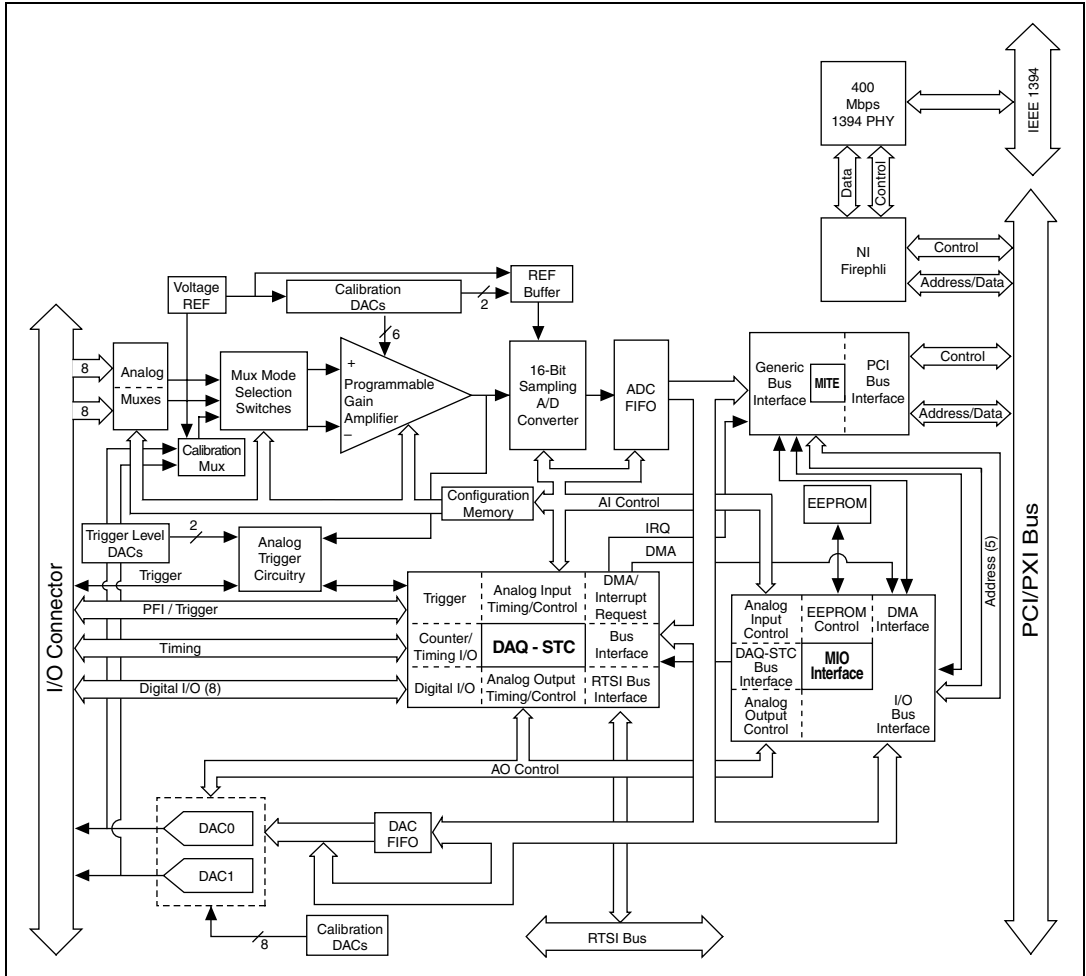 400
Mbps
1394 PHY
IEEE 1394
Data
Control
NI
Firephli
Control
Address/Data
Voltage
REF
Calibration
DACs
2
REF
Buffer
6
8
8
Analog
Muxes
Mux Mode
Selection
Switches
+
Programmable
Gain
Amplifier
–
16-Bit
Sampling
A/D
Converter
ADC
FIFO
Generic
Bus
Interface
MITE
PCI
Bus
Interface
Control
Address/Data
Calibration
Mux
Configuration
Memory
AI Control
EEPROM
Trigger Level
DACs
2
Analog
Trigger
Circuitry
IRQ
DMA
Address (5)
PCI/PXI Bus
I/O Connector
Trigger
PFI / Trigger
Timing
Digital I/O (8)
Trigger
Analog Input
Timing/Control
DMA/
Interrupt
Request
Counter/
Timing I/O
DAQ - STC
Bus
Interface
Digital I/O
Analog Output
Timing/Control
RTSI Bus
Interface
Analog
Input
Control
EEPROM
Control
DMA
Interface
DAQ-STC
Bus
Interface
MIO
Interface
Analog
Output
Control
I/O
Bus
Interface
AO Control
DAC0
DAC
FIFO
DAC1
Calibration
DACs
8
RTSI Bus